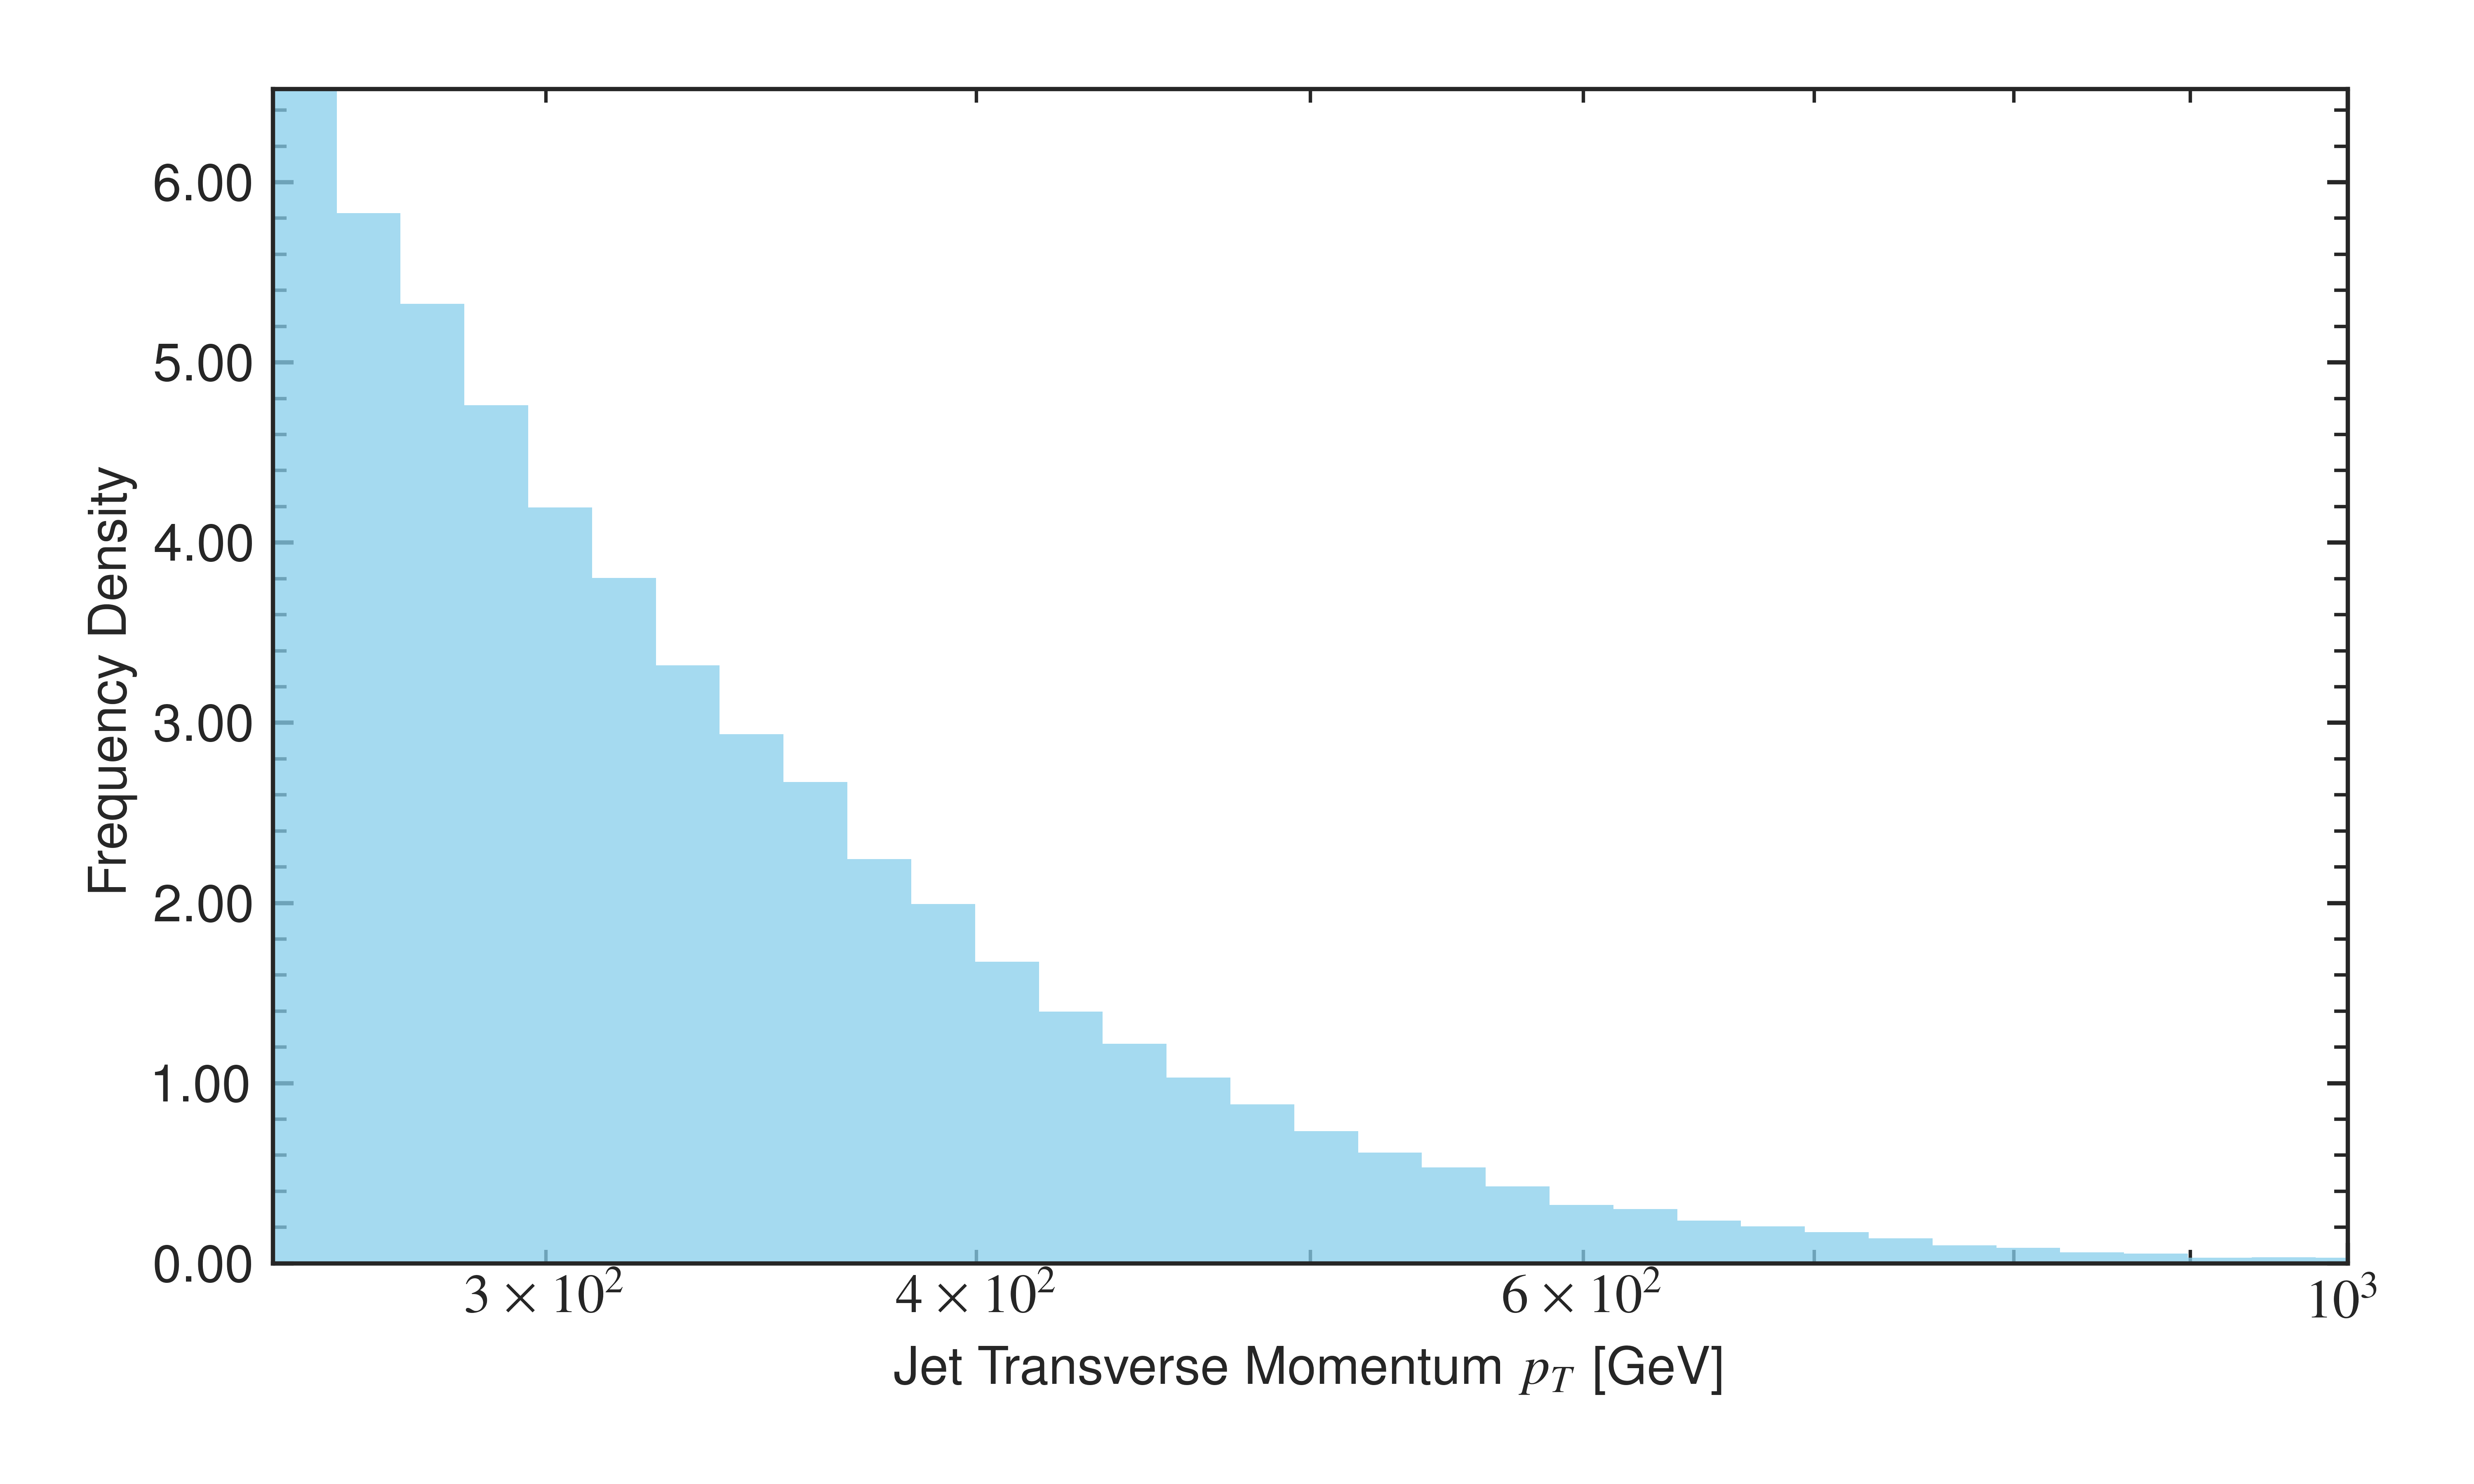 Frequency Density
6.00
5.00
4.00
3.00
2.00
1.00
0.00
3 × 10²
4 × 10²
6 × 10²
10³
Jet Transverse Momentum p_T [GeV]